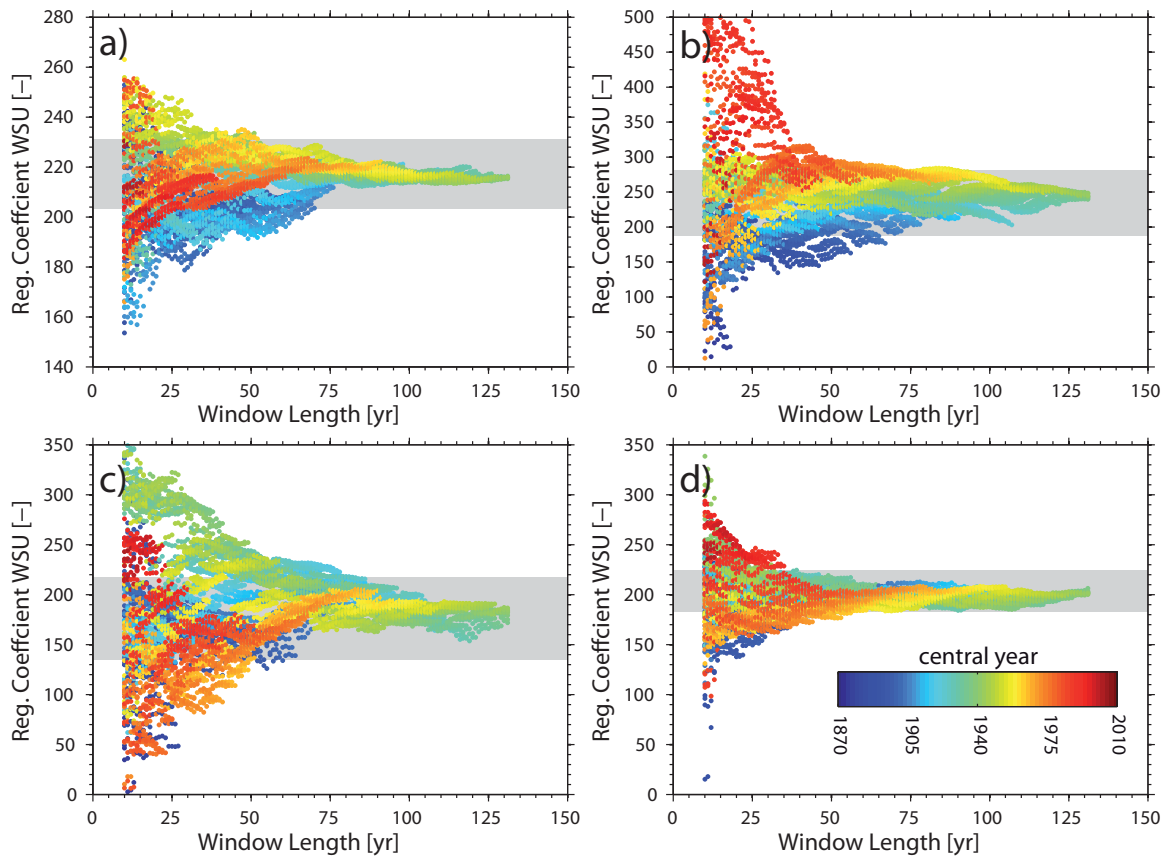 a)
Reg. Coeffcient WSU [−]
280
260
240
220
200
180
160
140
0 25 50 75 100 125 150
Window Length [yr]
b)
Reg. Coeffcient WSU [−]
500
450
400
350
300
250
200
150
100
50
0
0 25 50 75 100 125 150
Window Length [yr]
c)
Reg. Coeffcient WSU [−]
350
300
250
200
150
100
50
0
0 25 50 75 100 125 150
Window Length [yr]
d)
Reg. Coeffcient WSU [−]
350
300
250
200
150
100
50
0
central year
1870 1905 1940 1975 2010
0 25 50 75 100 125 150
Window Length [yr]